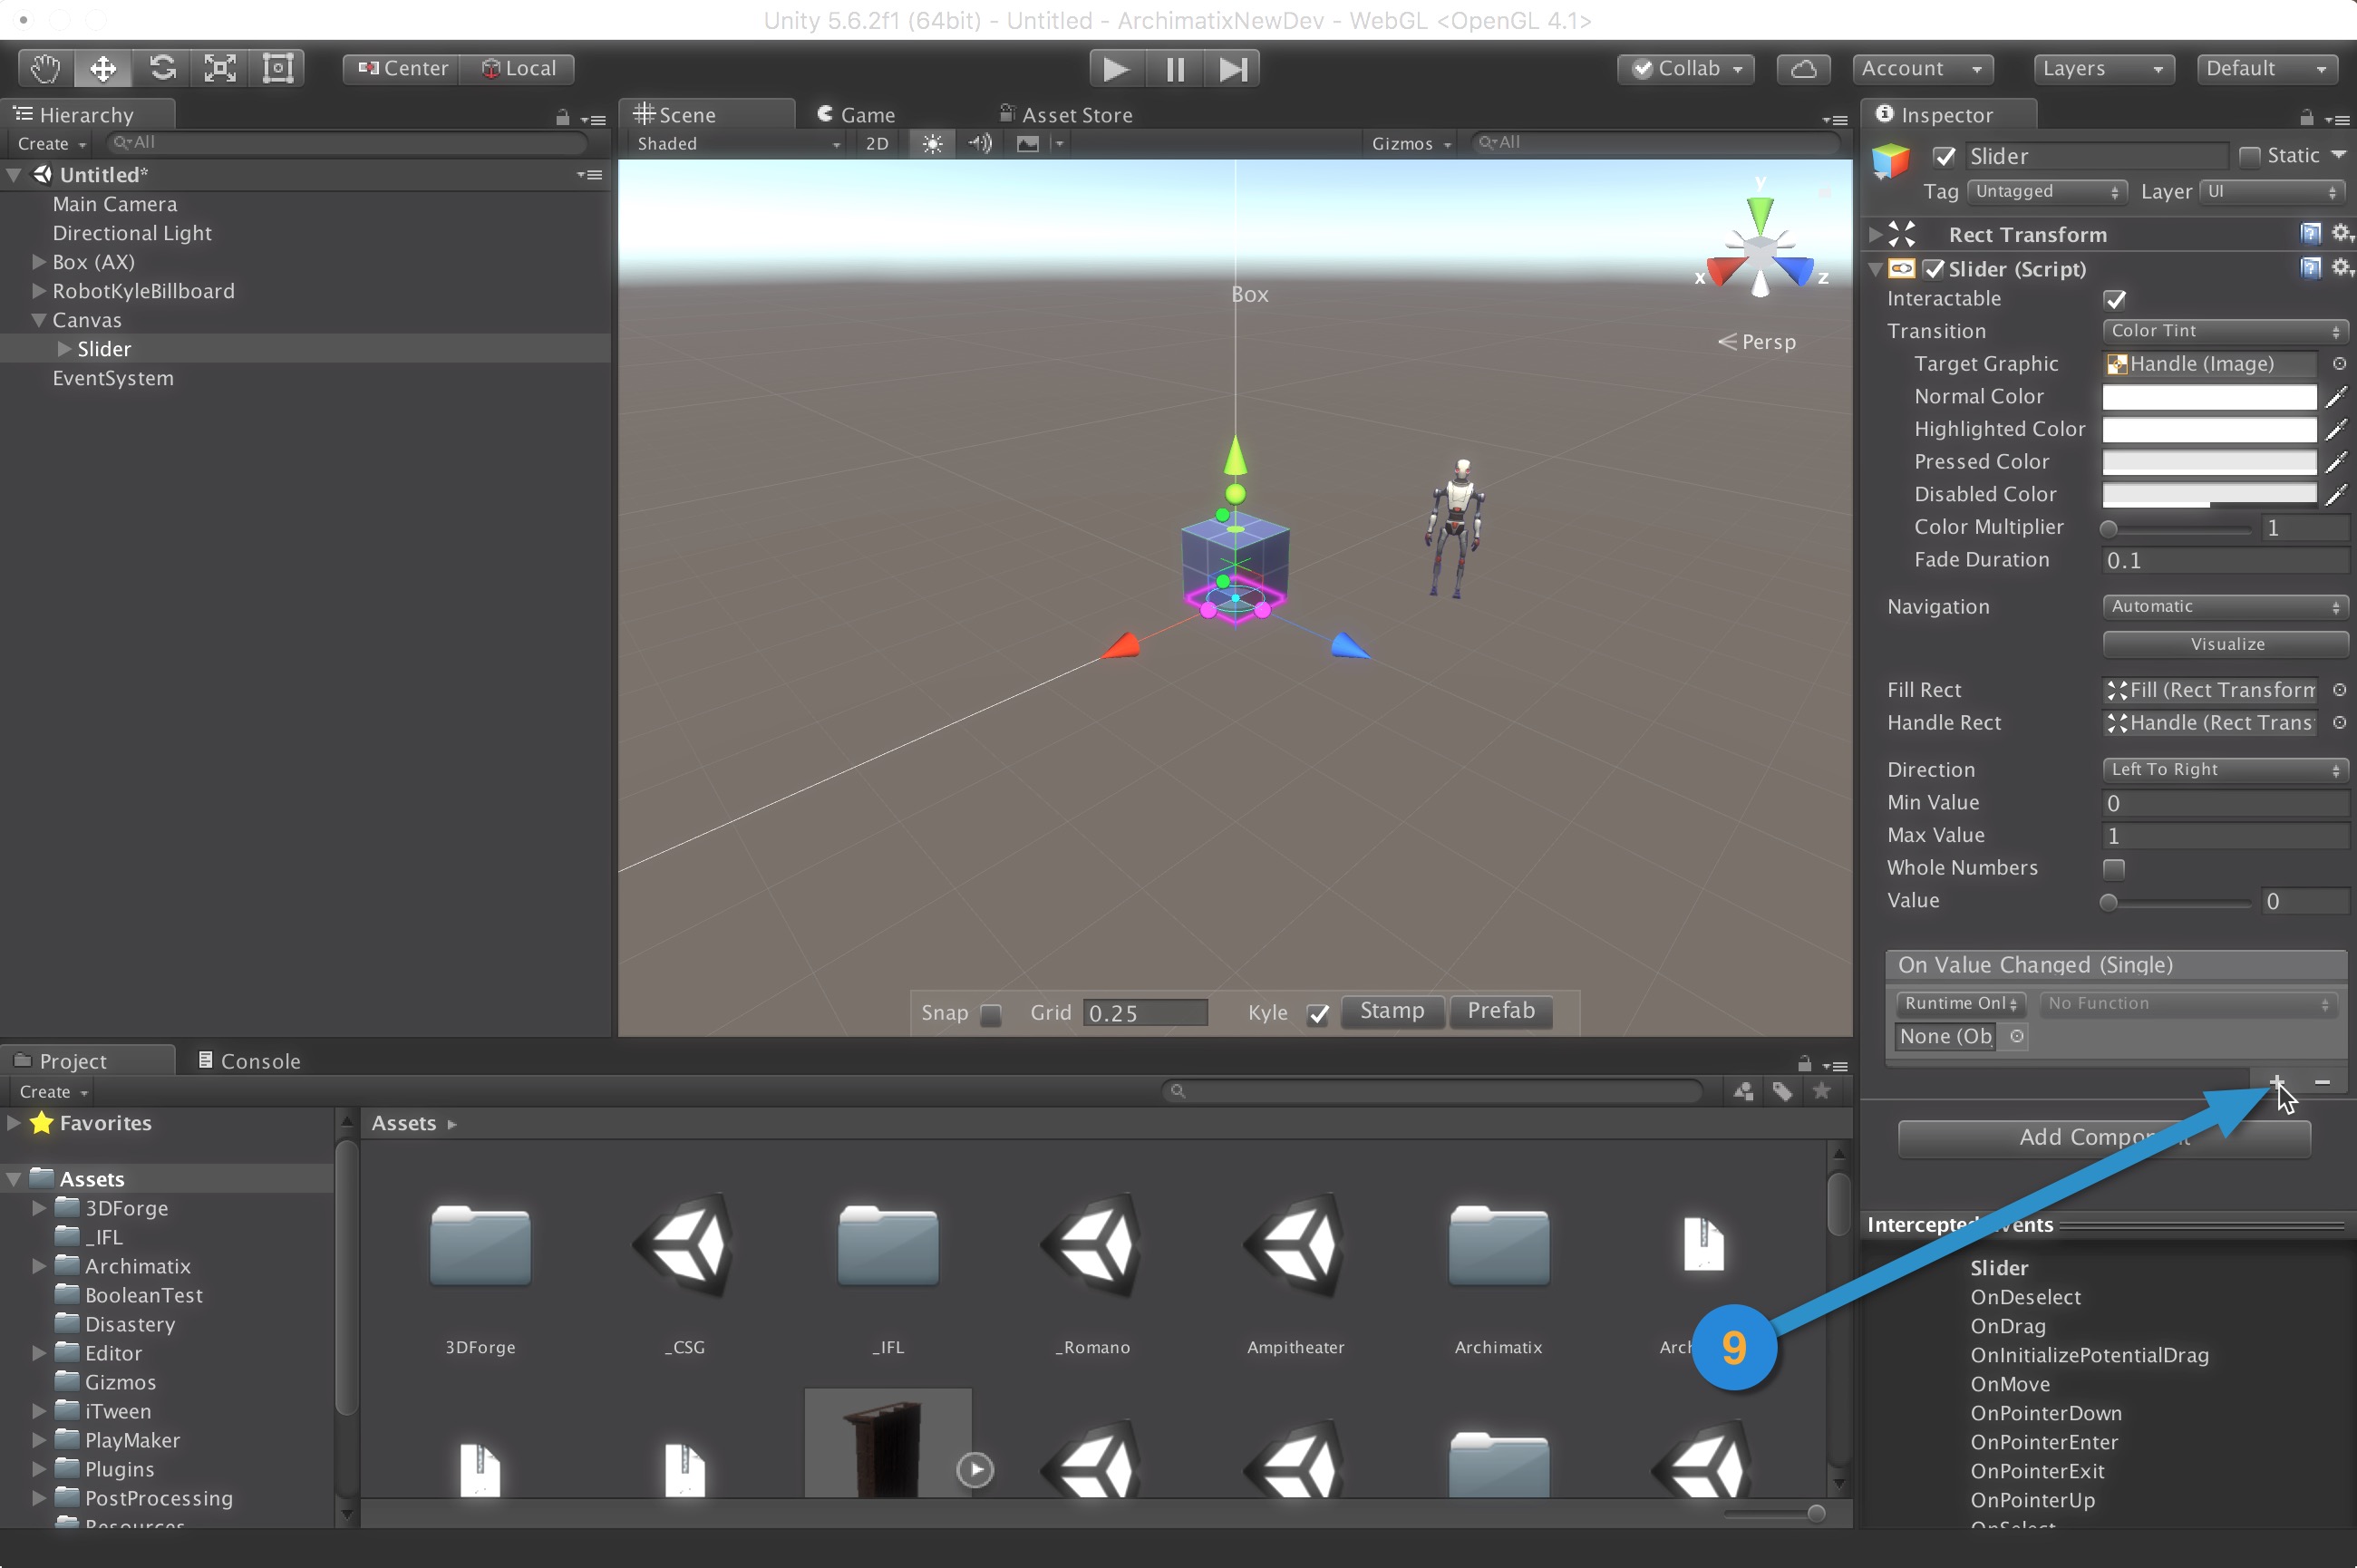 Unity 5.6.2f1 (64bit) - Untitled - ArchimatixNewDev - WebGL <OpenGL 4.1>
Center Local Collab Account Layers Default
Hierarchy
Create All
Untitled*
Main Camera
Directional Light
Box (AX)
RobotKyleBillboard
Canvas
Slider
EventSystem
Scene Game Asset Store
Shaded 2D Gizmos All
y
x
z
Persp
Box
Snap Grid 0.25 Kyle Stamp Prefab
Inspector
Slider Static
Tag Untagged Layer UI
Rect Transform
Slider (Script)
Interactable
Transition Color Tint
Target Graphic Handle (Image)
Normal Color
Highlighted Color
Pressed Color
Disabled Color
Color Multiplier 1
Fade Duration 0.1
Navigation Automatic
Visualize
Fill Rect Fill (Rect Transform
Handle Rect Handle (Rect Trans
Direction Left To Right
Min Value 0
Max Value 1
Whole Numbers
Value 0
On Value Changed (Single)
Runtime Onl No Function
None (Ob
Add Component
Intercepted Events
Slider
OnDeselect
OnDrag
OnInitializePotentialDrag
OnMove
OnPointerDown
OnPointerEnter
OnPointerExit
OnPointerUp
OnSelect
Project Console
Create
Favorites
Assets
3DForge
_IFL
Archimatix
BooleanTest
Disastery
Editor
Gizmos
iTween
PlayMaker
Plugins
PostProcessing
Resources
Assets
3DForge _CSG _IFL _Romano Ampitheater Archimatix Arch
9